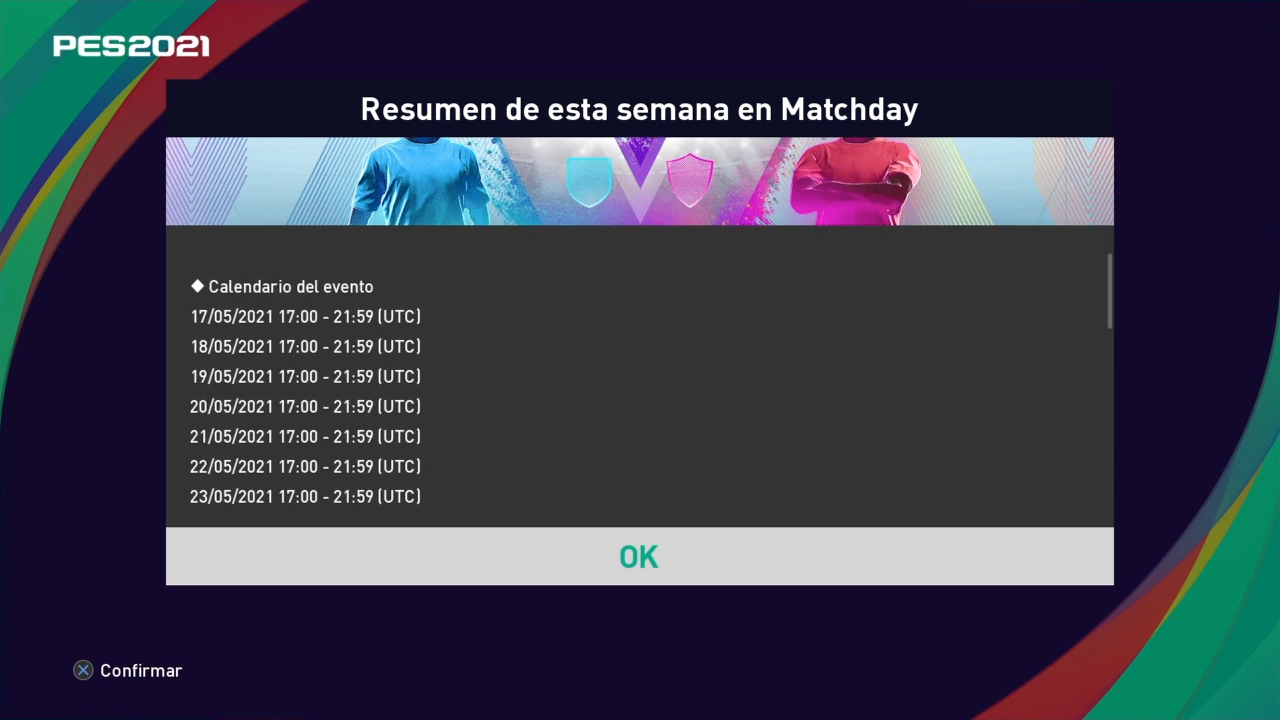 PES2021
Resumen de esta semana en Matchday
◆ Calendario del evento
17/05/2021 17:00 - 21:59 (UTC)
18/05/2021 17:00 - 21:59 (UTC)
19/05/2021 17:00 - 21:59 (UTC)
20/05/2021 17:00 - 21:59 (UTC)
21/05/2021 17:00 - 21:59 (UTC)
22/05/2021 17:00 - 21:59 (UTC)
23/05/2021 17:00 - 21:59 (UTC)
OK
Confirmar